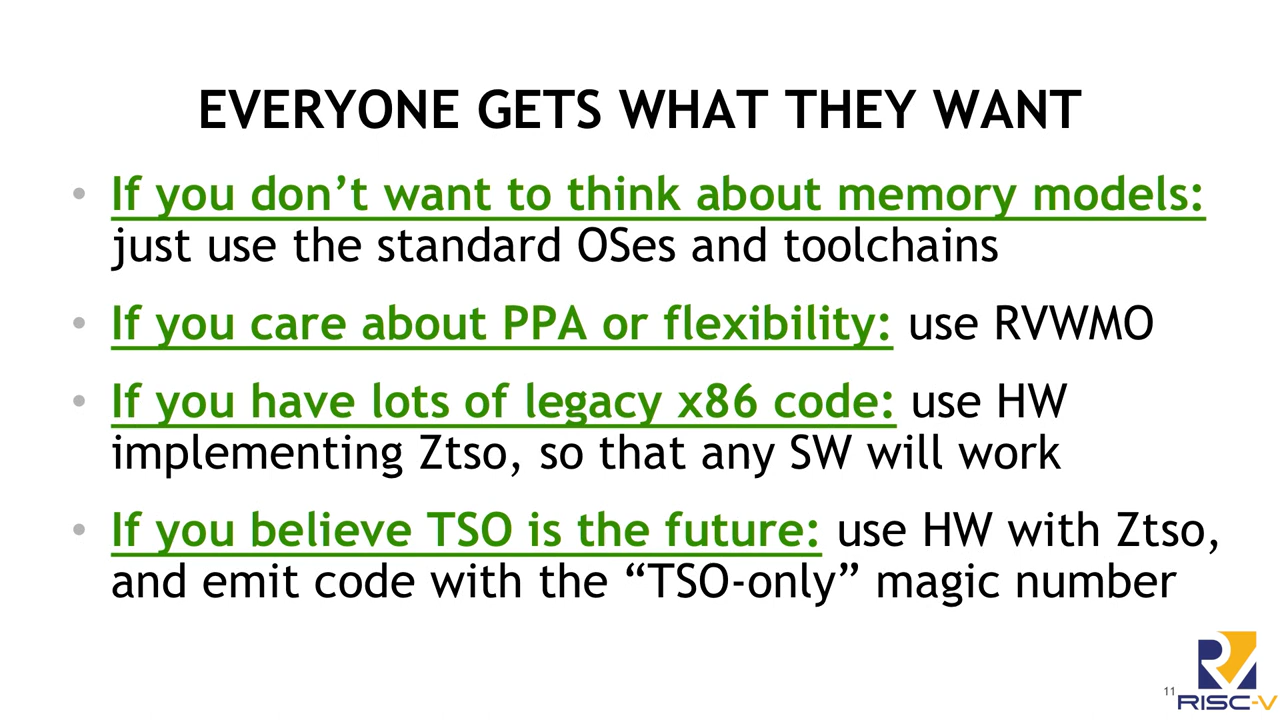 EVERYONE GETS WHAT THEY WANT
• If you don’t want to think about memory models:
just use the standard OSes and toolchains
• If you care about PPA or flexibility: use RVWMO
• If you have lots of legacy x86 code: use HW
implementing Ztso, so that any SW will work
• If you believe TSO is the future: use HW with Ztso,
and emit code with the “TSO-only” magic number
11
RISC-V